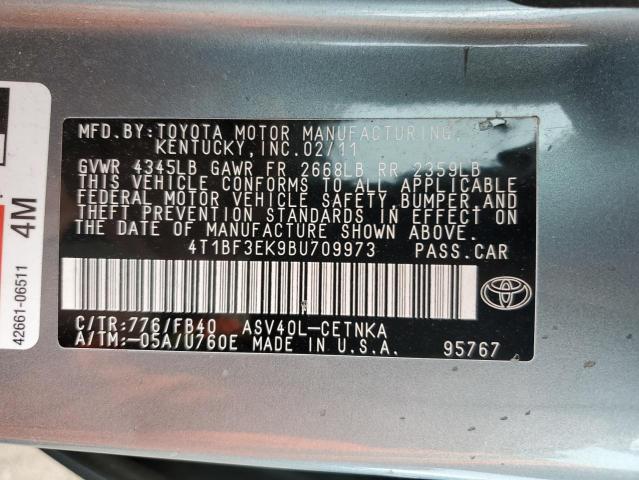 MFD.BY:TOYOTA MOTOR MANUFACTURING,
KENTUCKY,INC.02/11
GVWR 4345LB GAWR FR 2668LB RR 2359LB
THIS VEHICLE CONFORMS TO ALL APPLICABLE
FEDERAL MOTOR VEHICLE SAFETY,BUMPER,AND
THEFT PREVENTION STANDARDS IN EFFECT ON
THE DATE OF MANUFACTURE SHOWN ABOVE.
4T1BF3EK9BU709973 PASS.CAR
C/TR:776/FB40 ASV40L-CETNKA
A/TM:-05A/U760E MADE IN U.S.A. 95767
4M
42661-06511